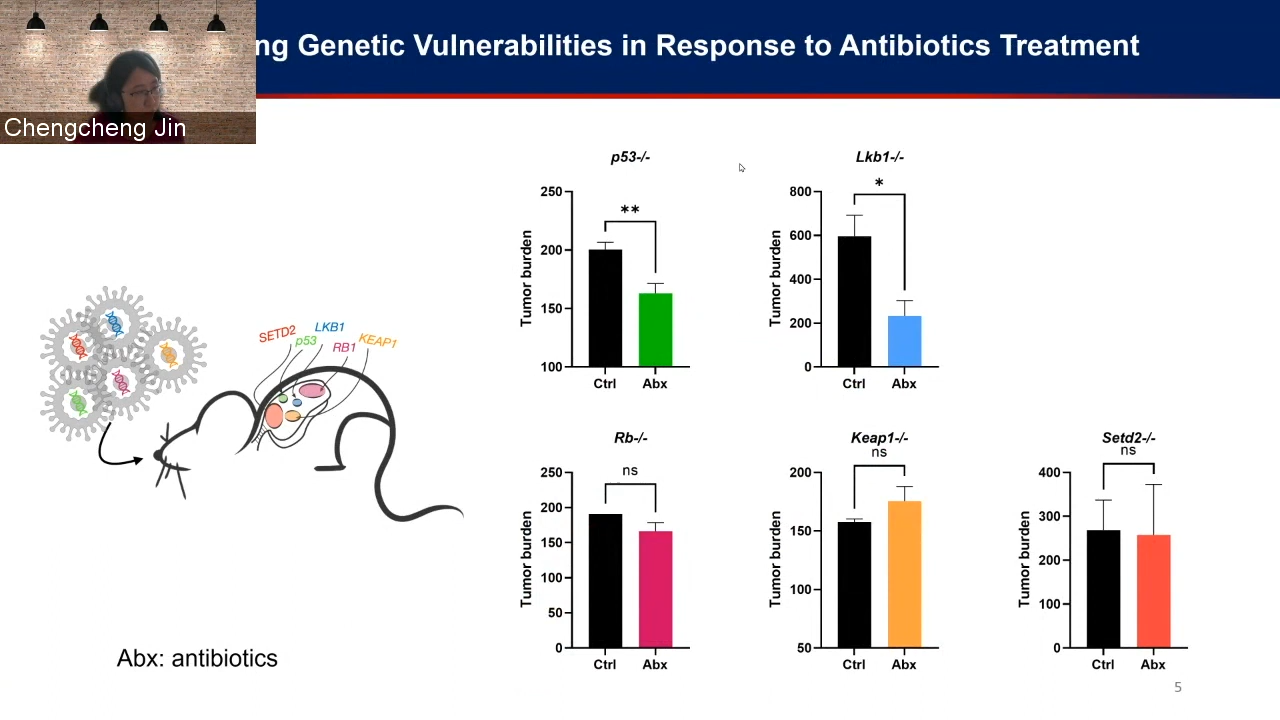 ng Genetic Vulnerabilities in Response to Antibiotics Treatment
Chengcheng Jin
SETD2
p53
LKB1
RB1
KEAP1
Abx: antibiotics
p53-/-
**
Tumor burden
250
200
150
100
Ctrl Abx
Lkb1-/-
*
Tumor burden
800
600
400
200
0
Ctrl Abx
Rb-/-
ns
Tumor burden
250
200
150
100
50
0
Ctrl Abx
Keap1-/-
ns
Tumor burden
200
150
100
50
Ctrl Abx
Setd2-/-
ns
Tumor burden
400
300
200
100
0
Ctrl Abx
5